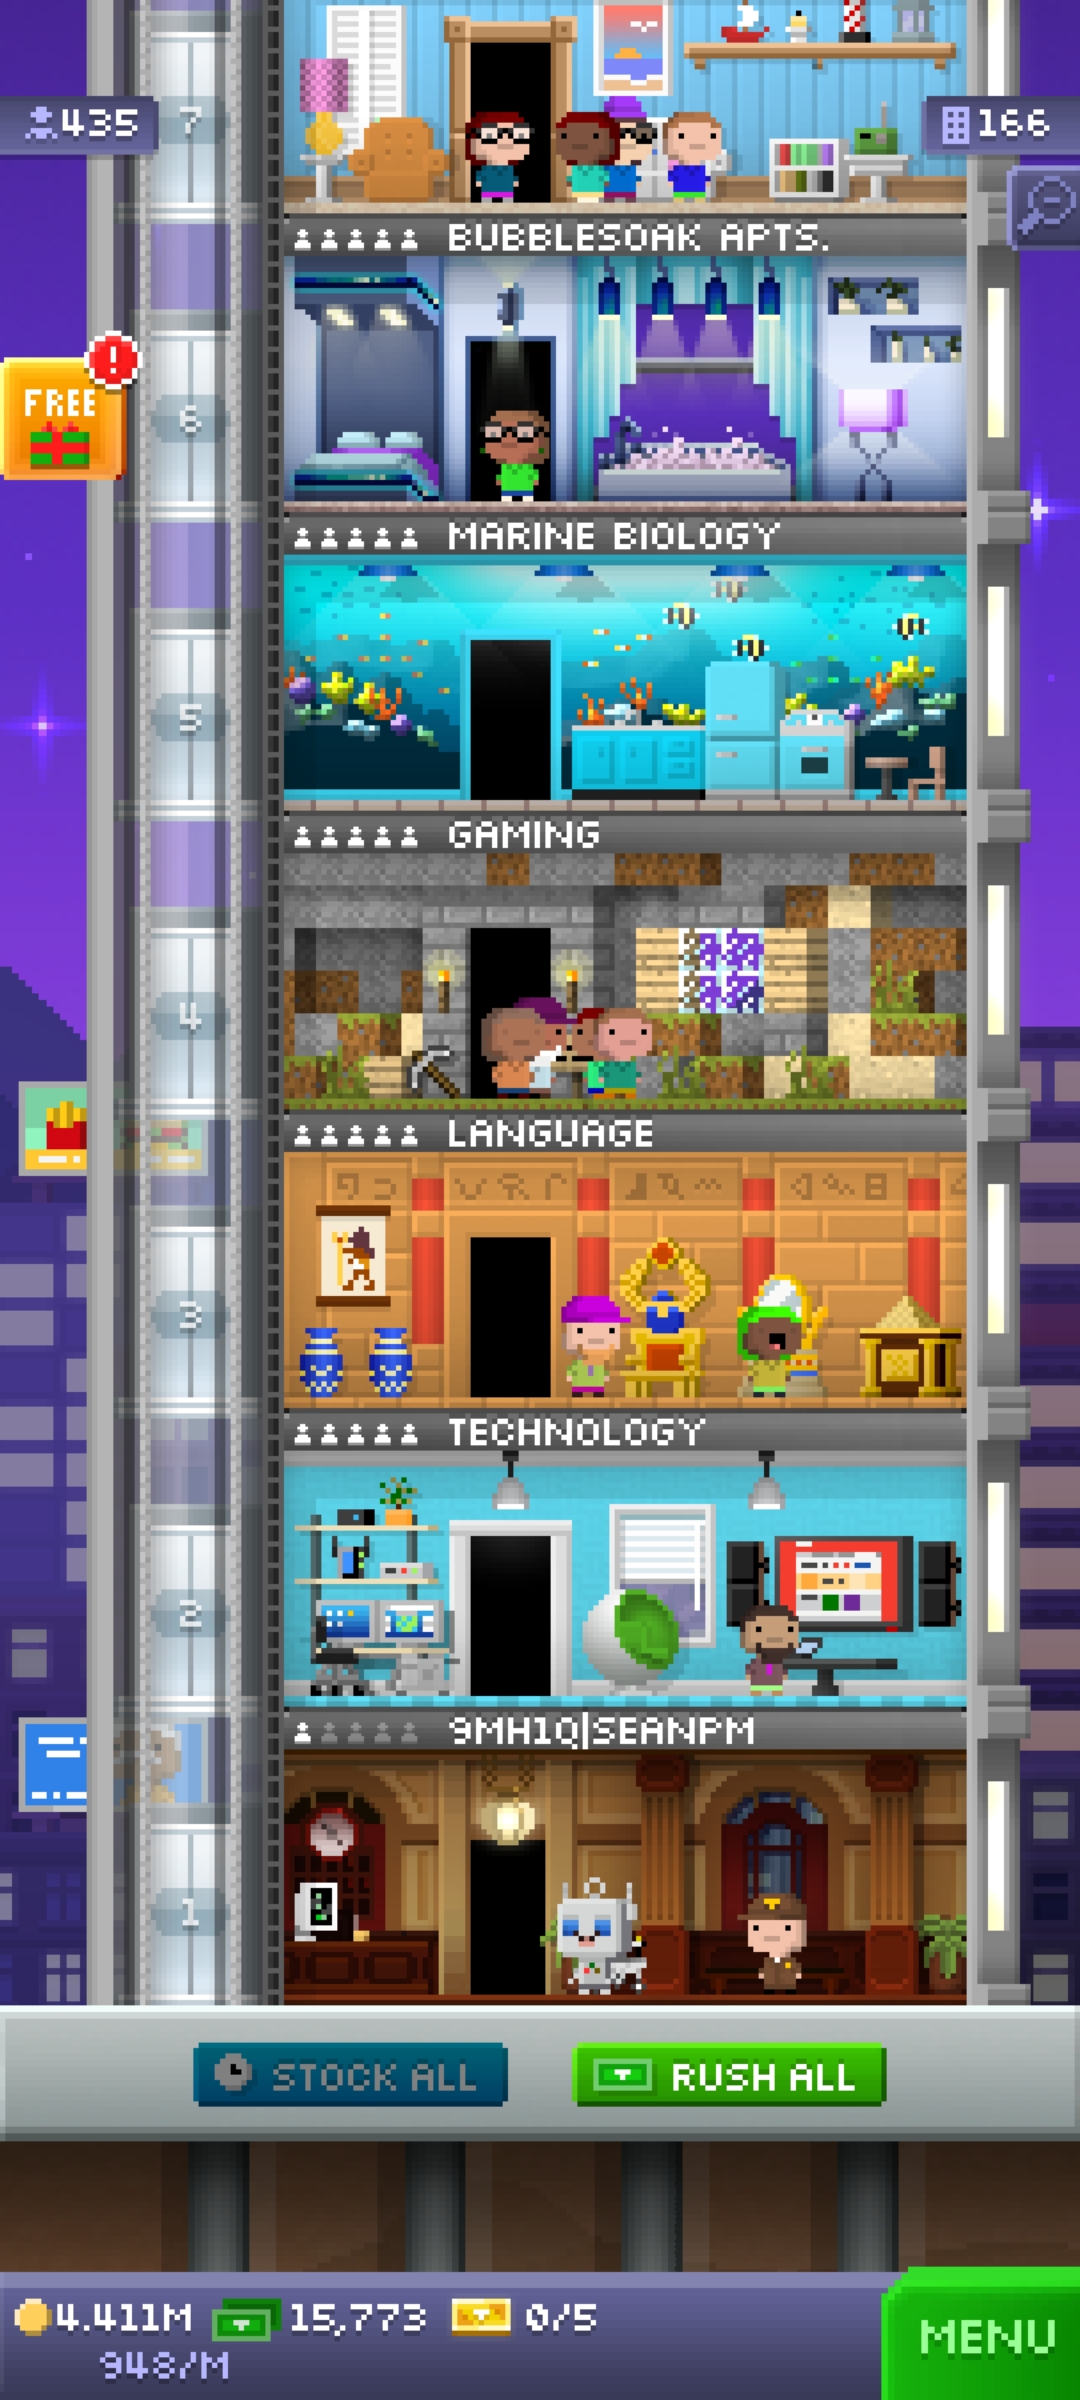 7
435
166
BUBBLESOAK APTS.
FREE
!
6
MARINE BIOLOGY
5
GAMING
4
LANGUAGE
3
TECHNOLOGY
2
9MH1Q|SEANPM
1
STOCK ALL
RUSH ALL
4.411M 15,773 0/5
948/M
MENU